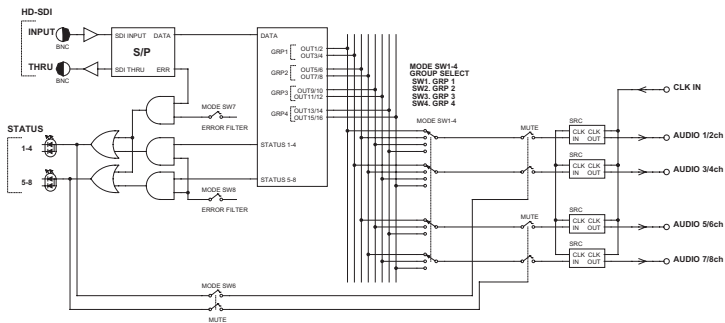 HD-SDI
INPUT
BNC
THRU
BNC
SDI INPUT DATA
S/P
SDI THRU ERR
STATUS
1-4
5-8
MODE SW7
ERROR FILTER
MODE SW8
ERROR FILTER
DATA
GRP1
OUT1/2
OUT3/4
GRP2
OUT5/6
OUT7/8
GRP3
OUT9/10
OUT11/12
GRP4
OUT13/14
OUT15/16
STATUS 1-4
STATUS 5-8
MODE SW1-4
GROUP SELECT
SW1. GRP 1
SW2. GRP 2
SW3. GRP 3
SW4. GRP 4
MODE SW1-4
MUTE
MUTE
SRC
CLK CLK
IN OUT
SRC
CLK CLK
IN OUT
SRC
CLK CLK
IN OUT
SRC
CLK CLK
IN OUT
CLK IN
AUDIO 1/2ch
AUDIO 3/4ch
AUDIO 5/6ch
AUDIO 7/8ch
MODE SW6
MUTE